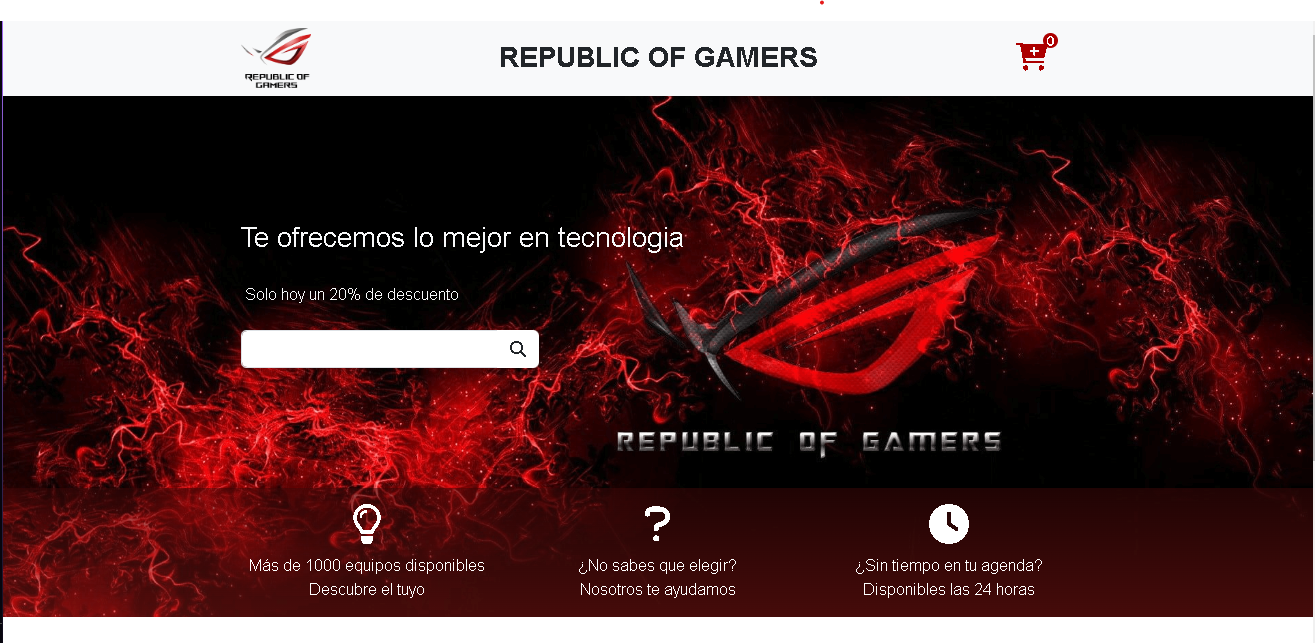 REPUBLIC OF
GAMERS
REPUBLIC OF GAMERS
0
Te ofrecemos lo mejor en tecnologia
Solo hoy un 20% de descuento
REPUBLIC OF GAMERS
Más de 1000 equipos disponibles
Descubre el tuyo
¿No sabes que elegir?
Nosotros te ayudamos
¿Sin tiempo en tu agenda?
Disponibles las 24 horas